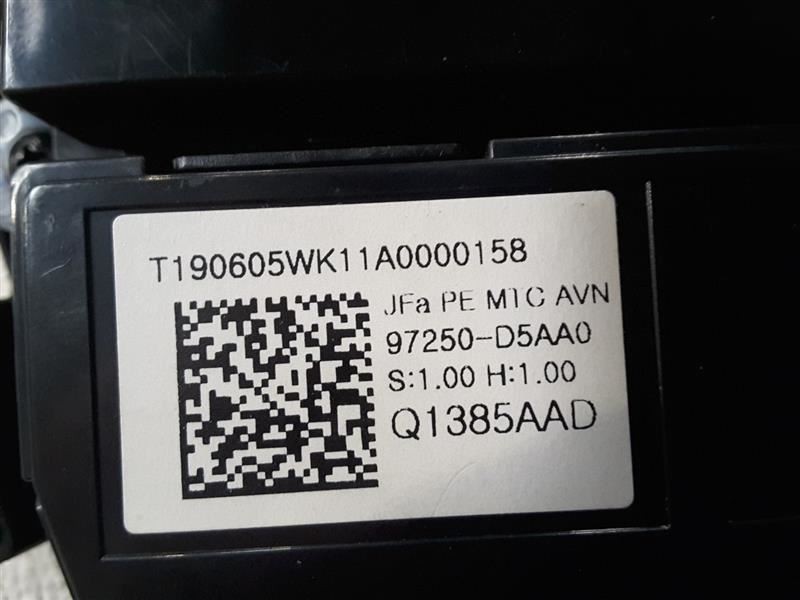 T190605WK11A0000158
JFa PE MTC AVN
97250-D5AA0
S:1.00 H:1.00
Q1385AAD